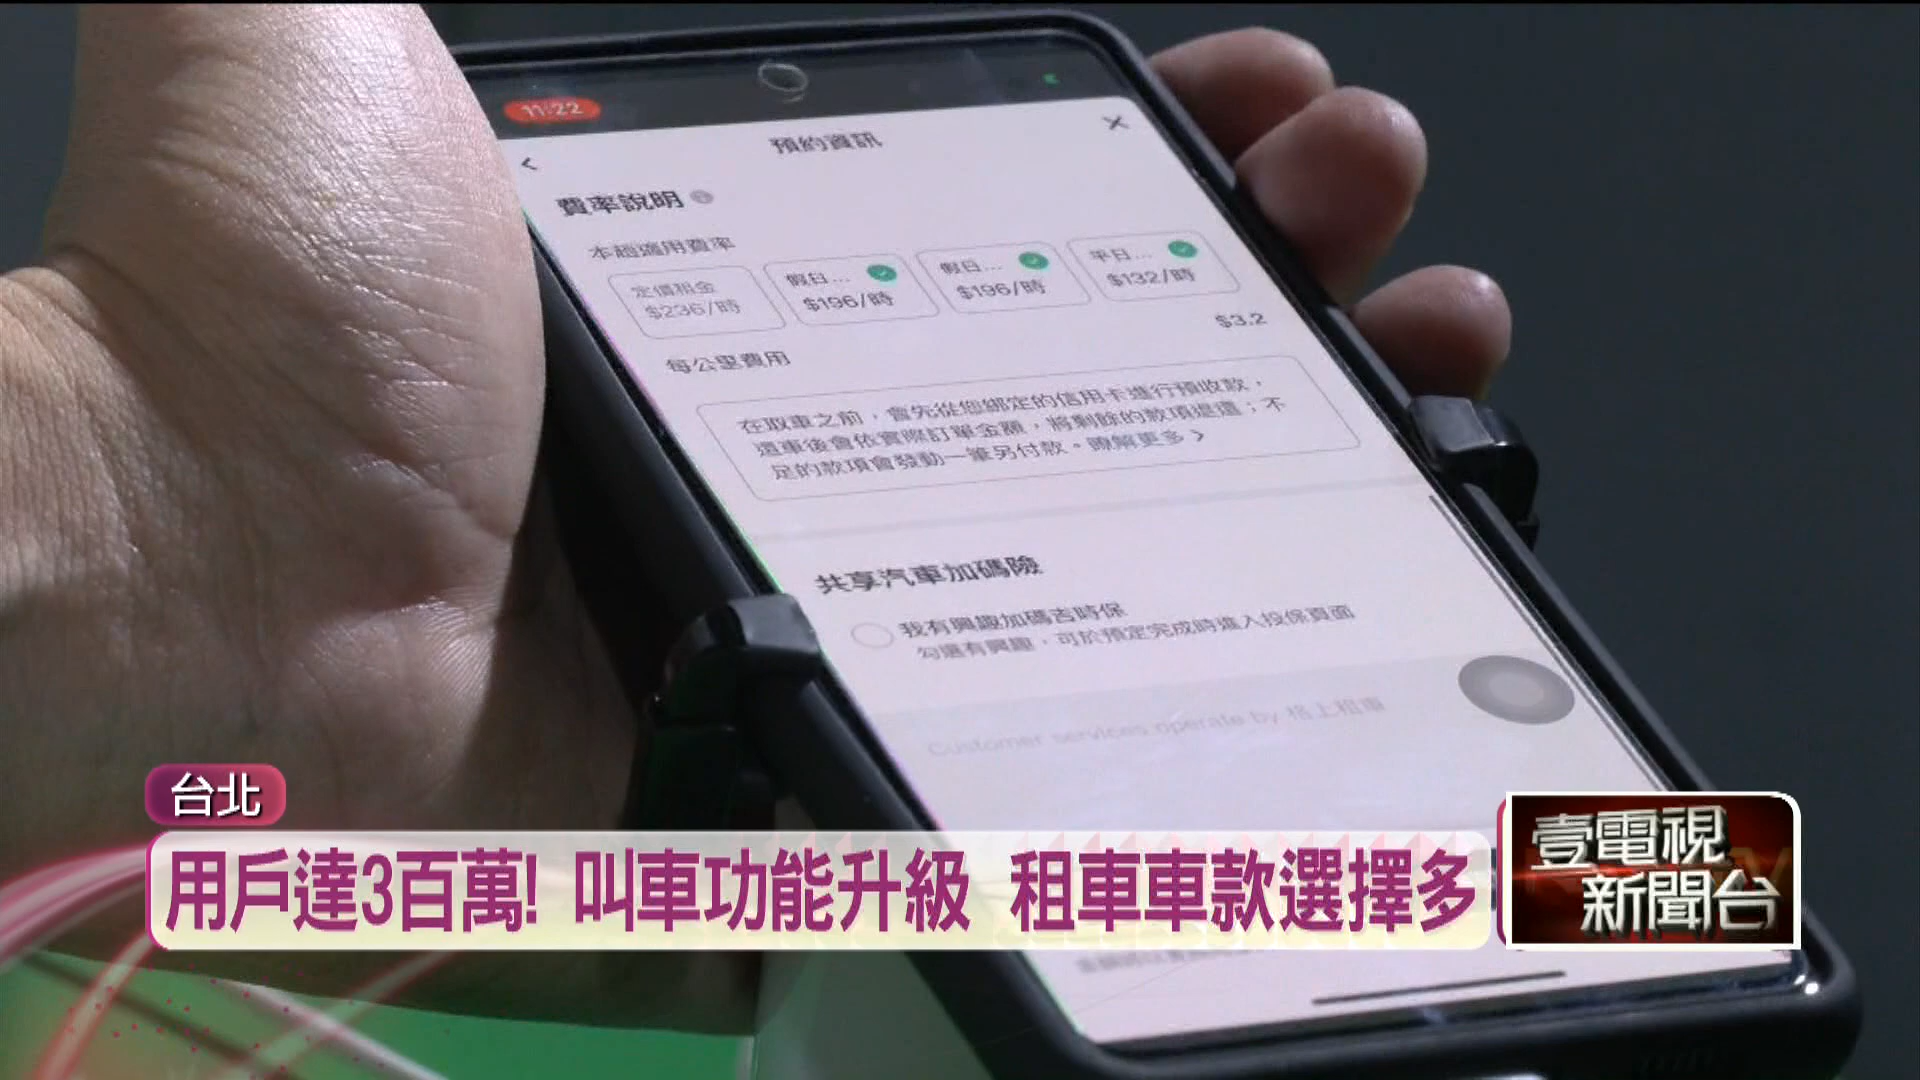 11:22
預約資訊
費率說明
本趟適用費率
定價租金
$236/時
假日...
$196/時
假日...
$196/時
平日...
$132/時
每公里費用
$3.2
在取車之前，會先從您綁定的信用卡進行預收款，
還車後會依實際訂單金額，將剩餘的款項退還；不
足的款項會發動一筆另付款。瞭解更多 >
共享汽車加碼險
我有興趣加碼吉時保
勾選有興趣，可於預定完成時進入投保頁面
Customer services operate by 格上租車
台北
用戶達3百萬! 叫車功能升級 租車車款選擇多
壹電視
新聞台